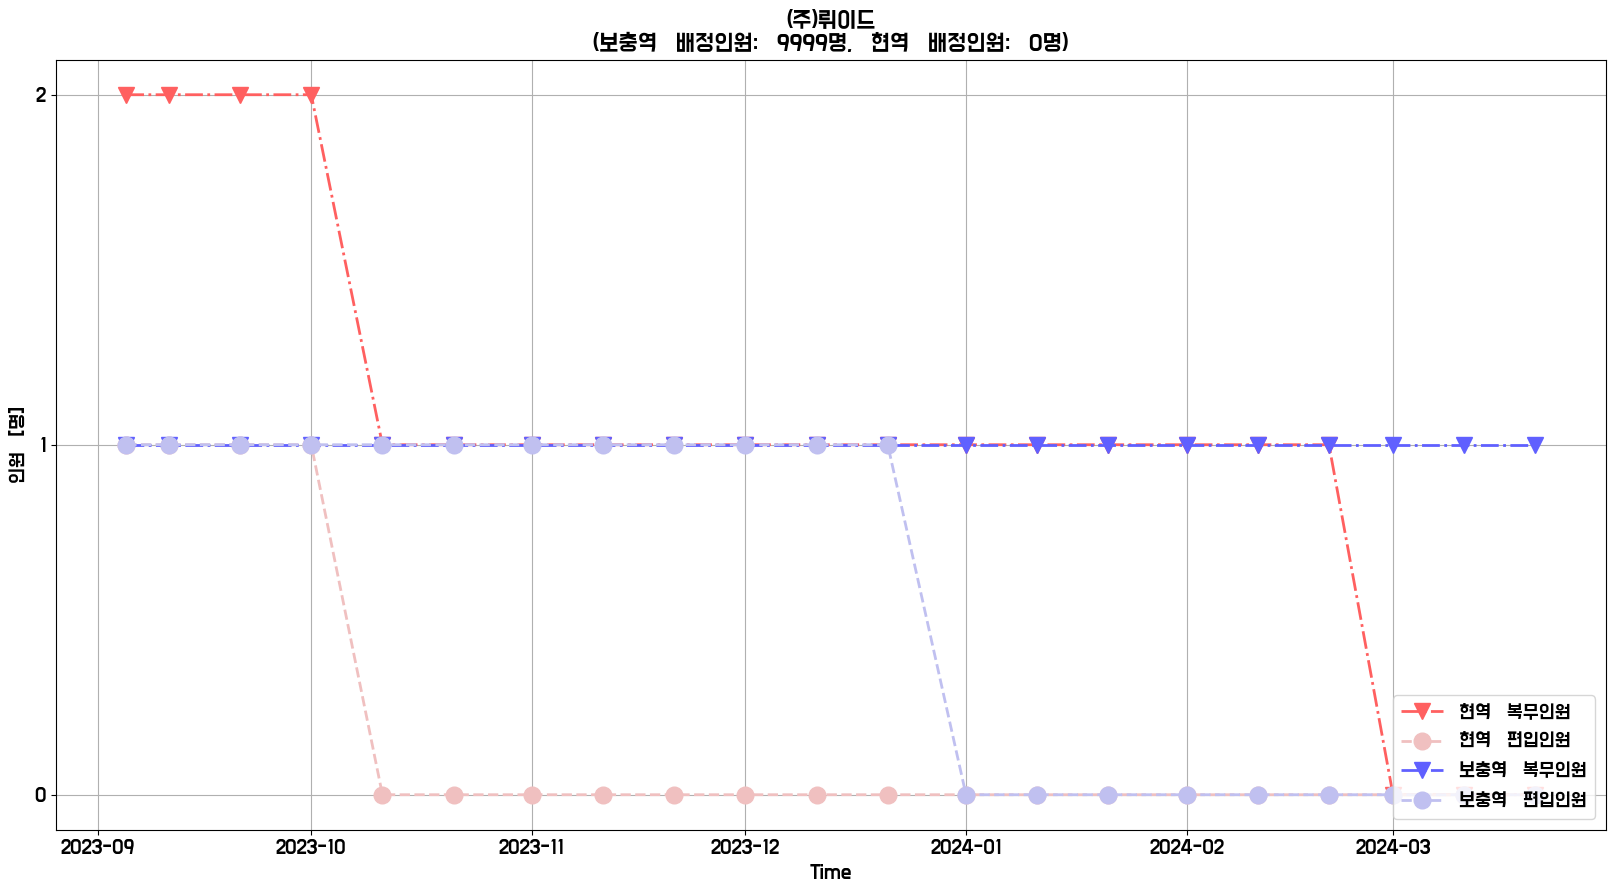 (주)뤼이드
(보충역 배정인원: 9999명, 현역 배정인원: 0명)
인원 [명]
2
1
0
2023-09 2023-10 2023-11 2023-12 2024-01 2024-02 2024-03
Time
현역 복무인원
현역 편입인원
보충역 복무인원
보충역 편입인원